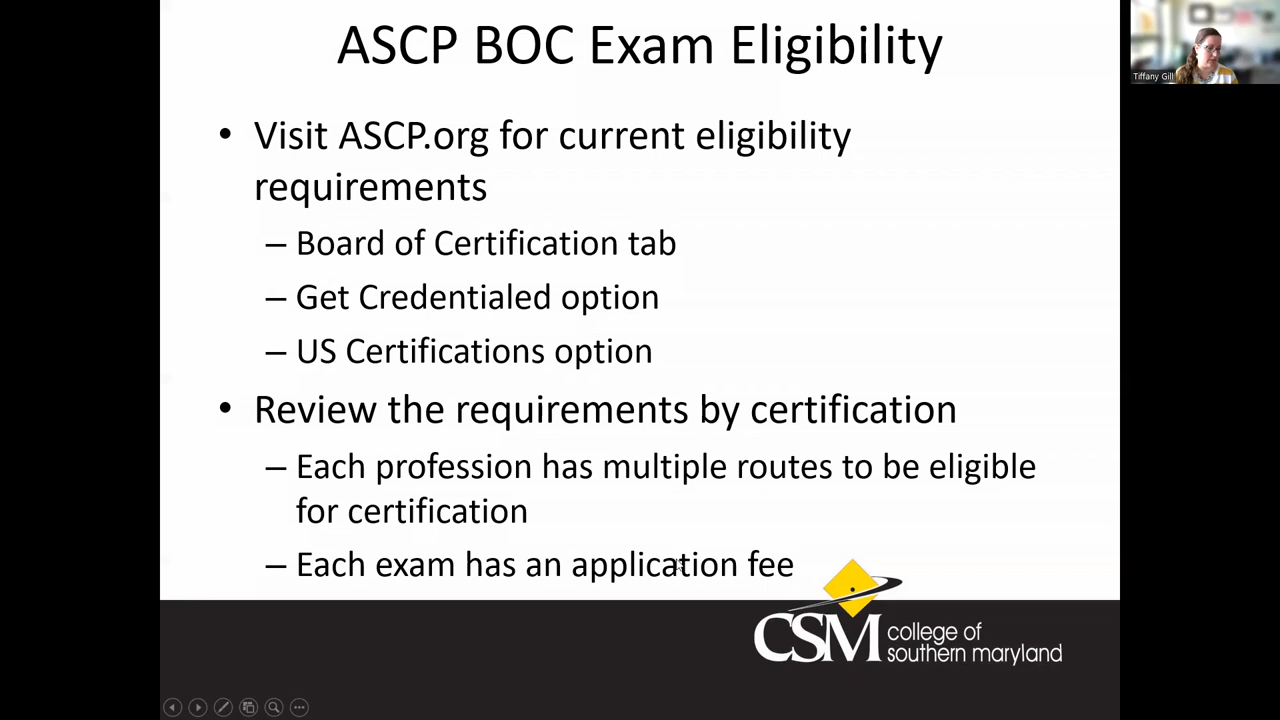 ASCP BOC Exam Eligibility
• Visit ASCP.org for current eligibility
requirements
– Board of Certification tab
– Get Credentialed option
– US Certifications option
• Review the requirements by certification
– Each profession has multiple routes to be eligible
for certification
– Each exam has an application fee
CSM college of
southern maryland
Tiffany Gill